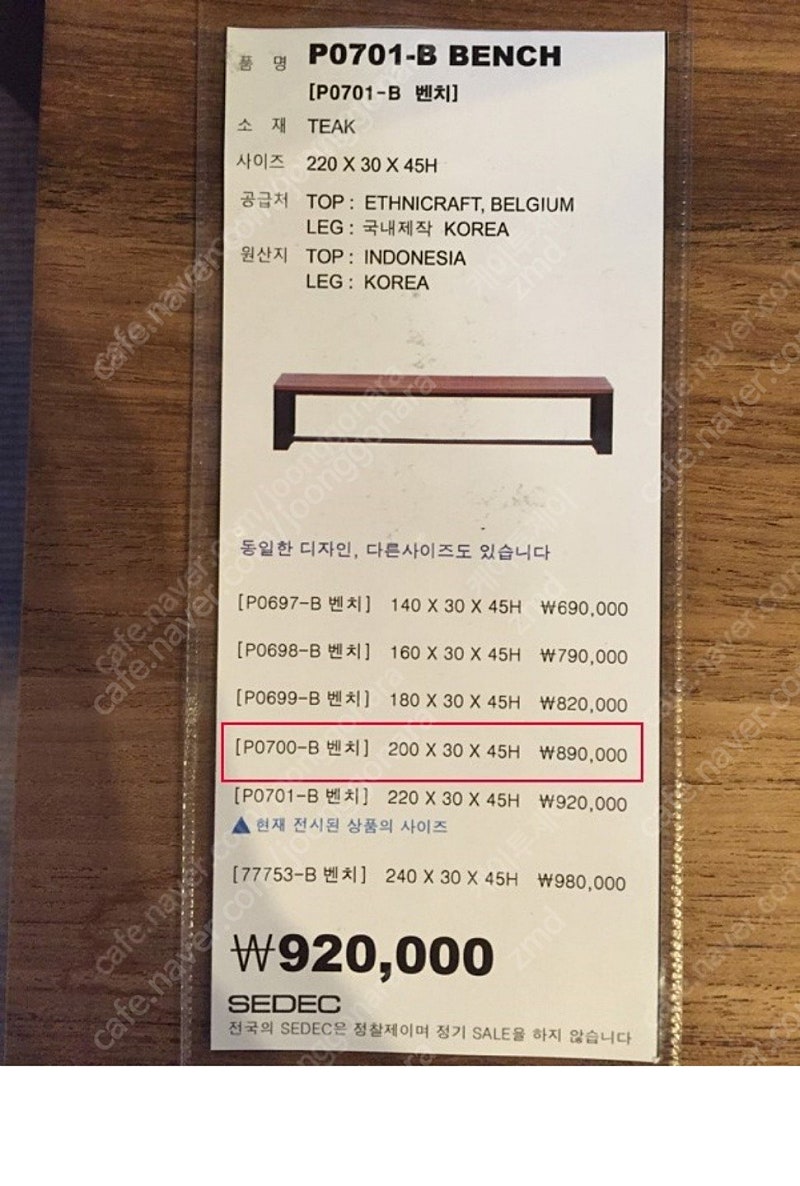 품 명 P0701-B BENCH
[P0701-B 벤치]
소 재 TEAK
사이즈 220 X 30 X 45H
공급처 TOP : ETHNICRAFT, BELGIUM
LEG : 국내제작 KOREA
원산지 TOP : INDONESIA
LEG : KOREA
동일한 디자인, 다른사이즈도 있습니다
[P0697-B 벤치] 140 X 30 X 45H ₩690,000
[P0698-B 벤치] 160 X 30 X 45H ₩790,000
[P0699-B 벤치] 180 X 30 X 45H ₩820,000
[P0700-B 벤치] 200 X 30 X 45H ₩890,000
[P0701-B 벤치] 220 X 30 X 45H ₩920,000
▲ 현재 전시된 상품의 사이즈
[77753-B 벤치] 240 X 30 X 45H ₩980,000
₩920,000
SEDEC
전국의 SEDEC은 정찰제이며 정기 SALE을 하지 않습니다
cafe.naver.com/joonggonara
zmd